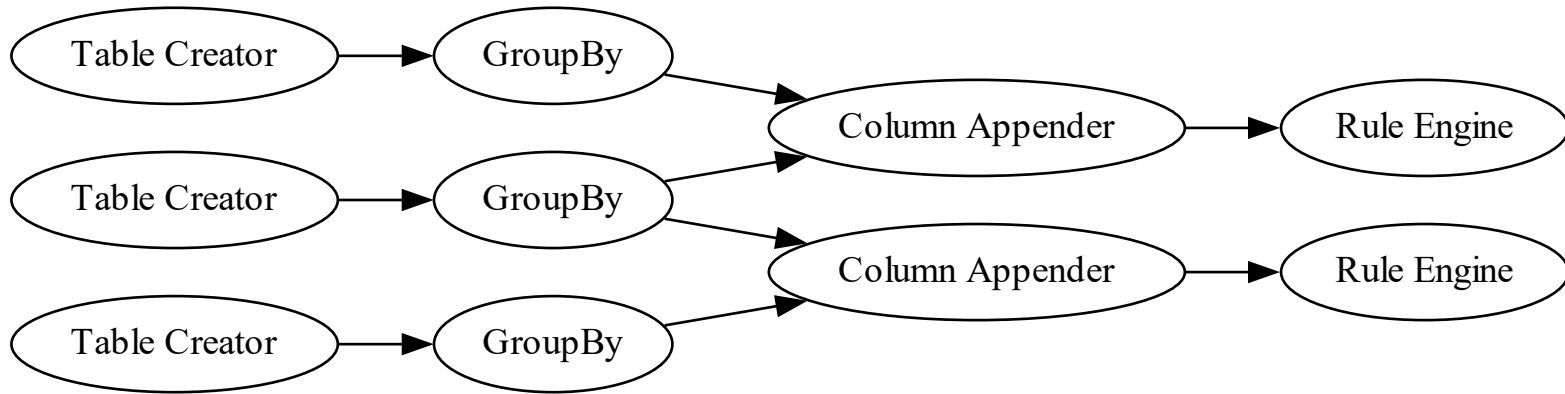 Table Creator
GroupBy
Column Appender
Rule Engine
Table Creator
GroupBy
Column Appender
Rule Engine
Table Creator
GroupBy